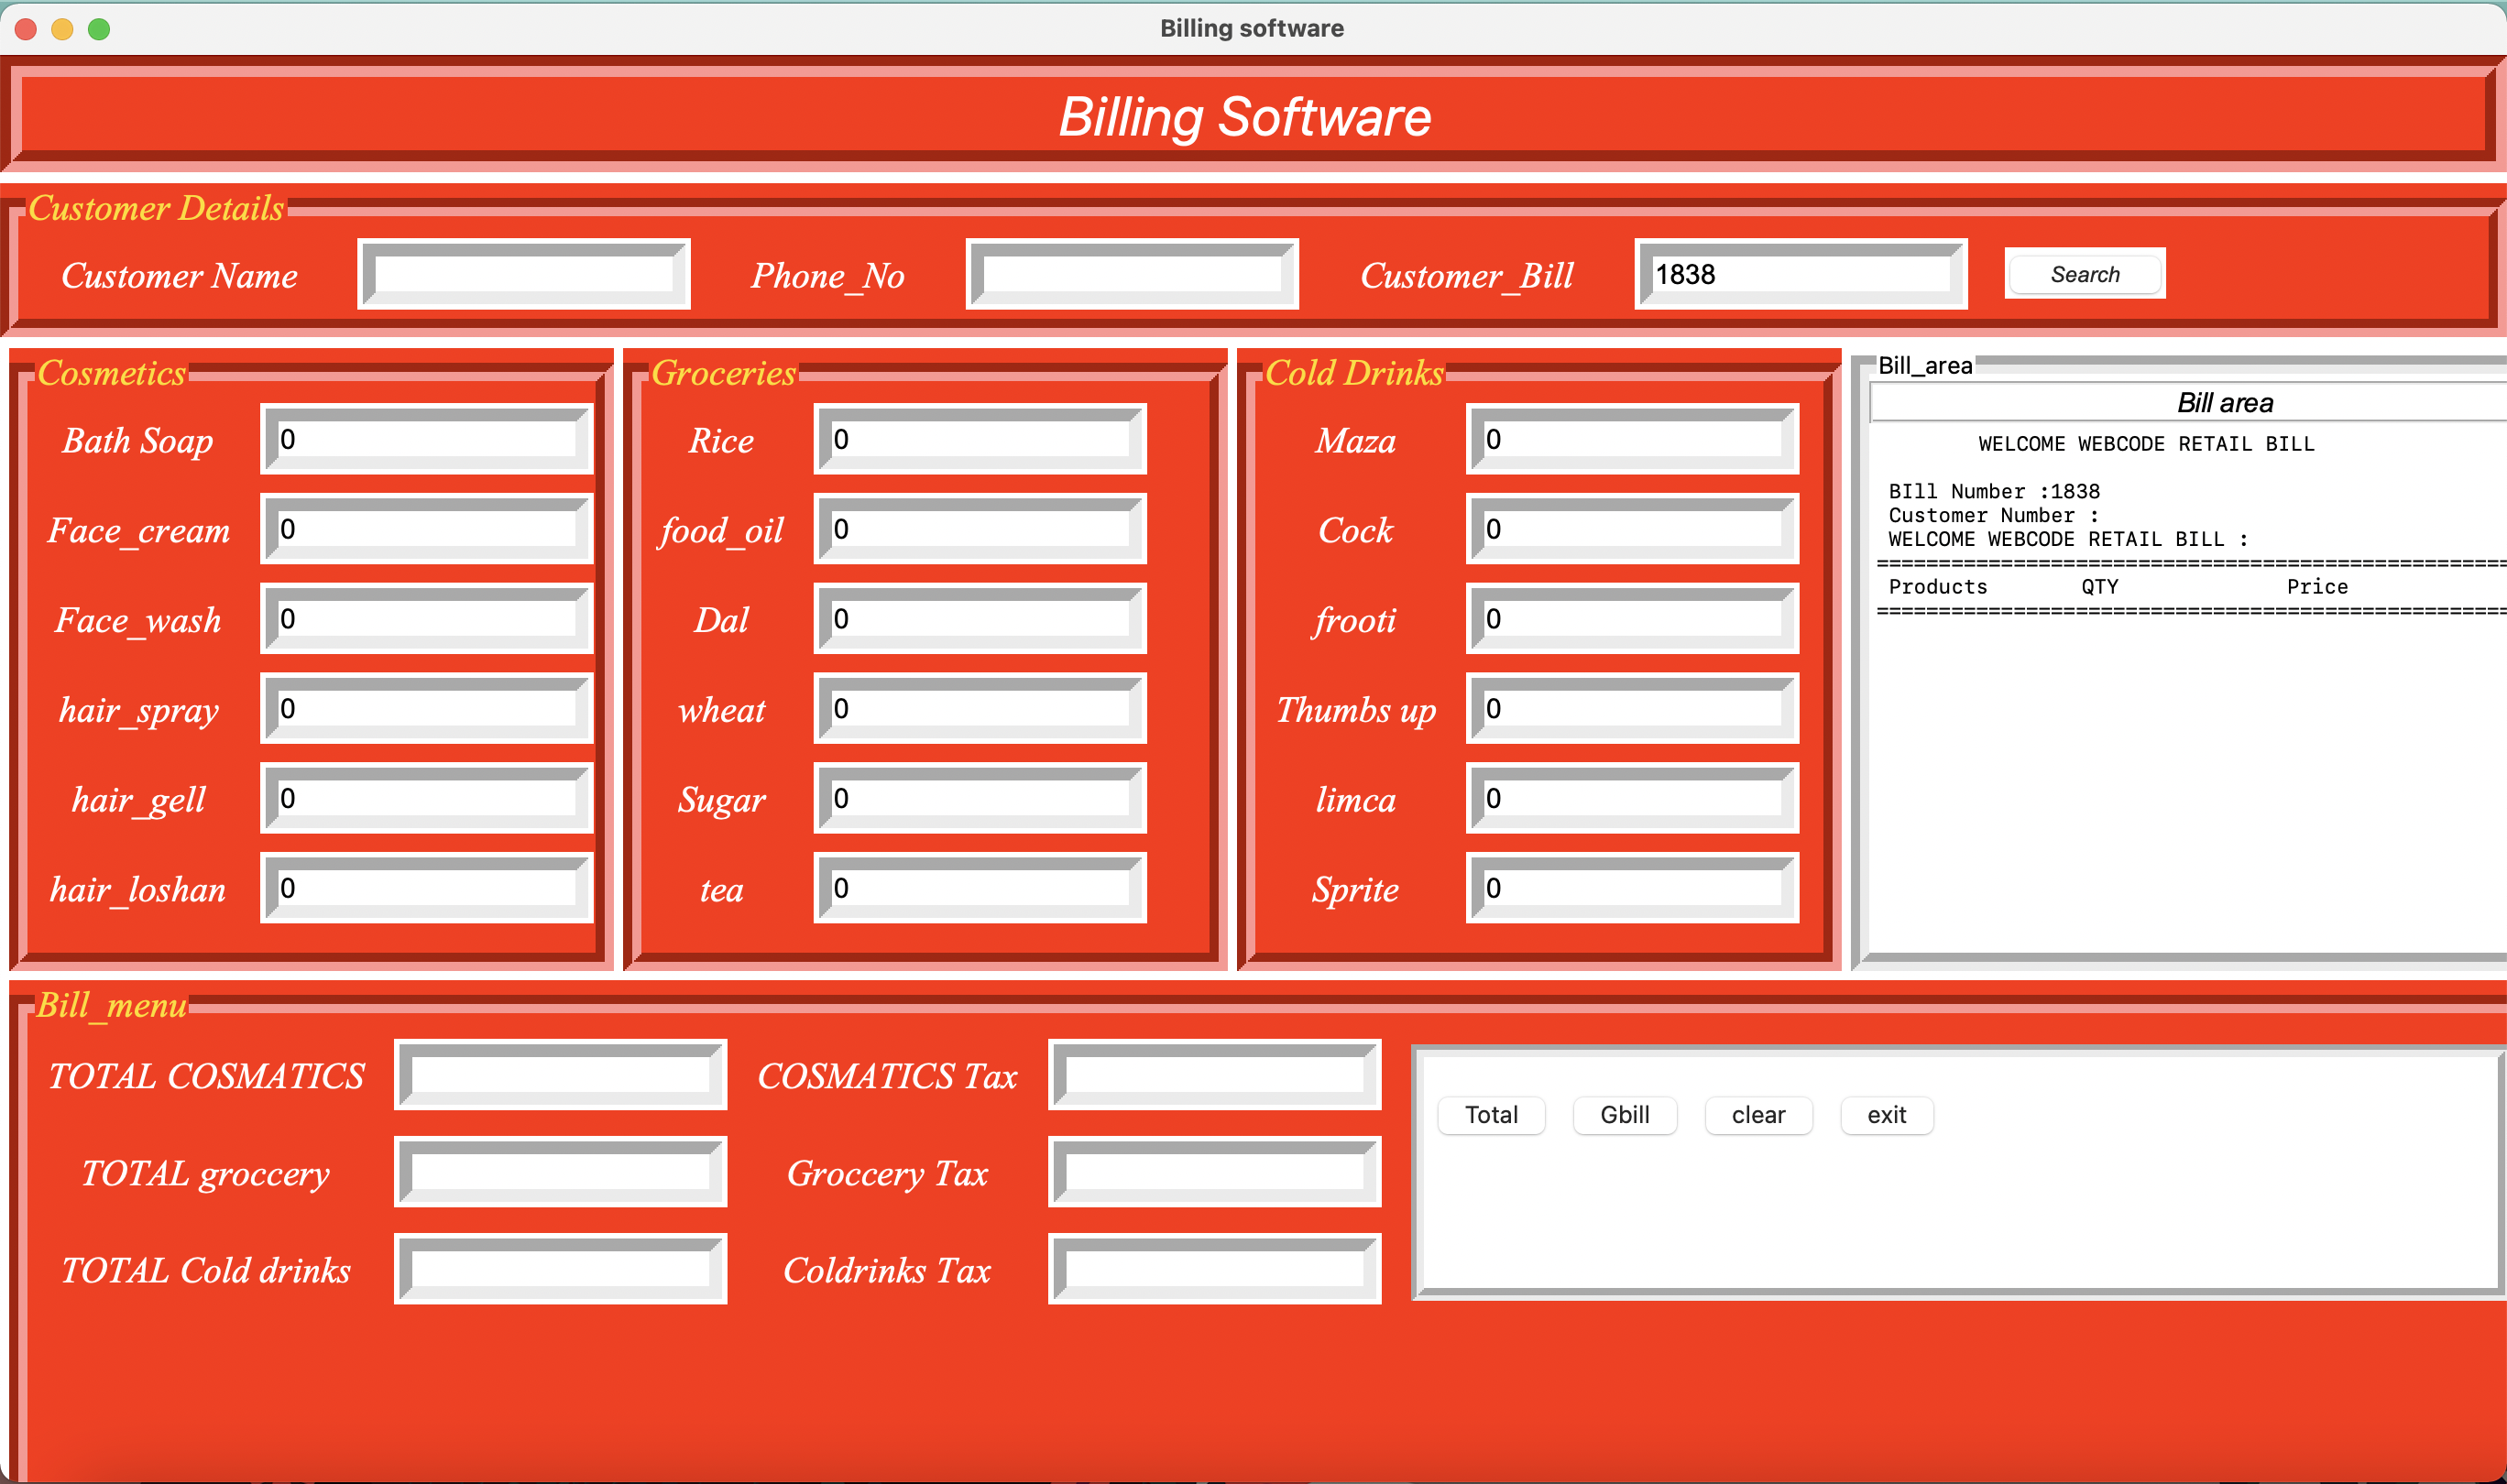 Billing software
Billing Software
Customer Details
Customer Name Phone_No Customer_Bill 1838 Search
Cosmetics
Bath Soap 0
Face_cream 0
Face_wash 0
hair_spray 0
hair_gell 0
hair_loshan 0
Groceries
Rice 0
food_oil 0
Dal 0
wheat 0
Sugar 0
tea 0
Cold Drinks
Maza 0
Cock 0
frooti 0
Thumbs up 0
limca 0
Sprite 0
Bill_area
Bill area
WELCOME WEBCODE RETAIL BILL
BIll Number :1838
Customer Number :
WELCOME WEBCODE RETAIL BILL :
===================================================
Products QTY Price
===================================================
Bill_menu
TOTAL COSMATICS COSMATICS Tax
TOTAL groccery Groccery Tax
TOTAL Cold drinks Coldrinks Tax
Total Gbill clear exit